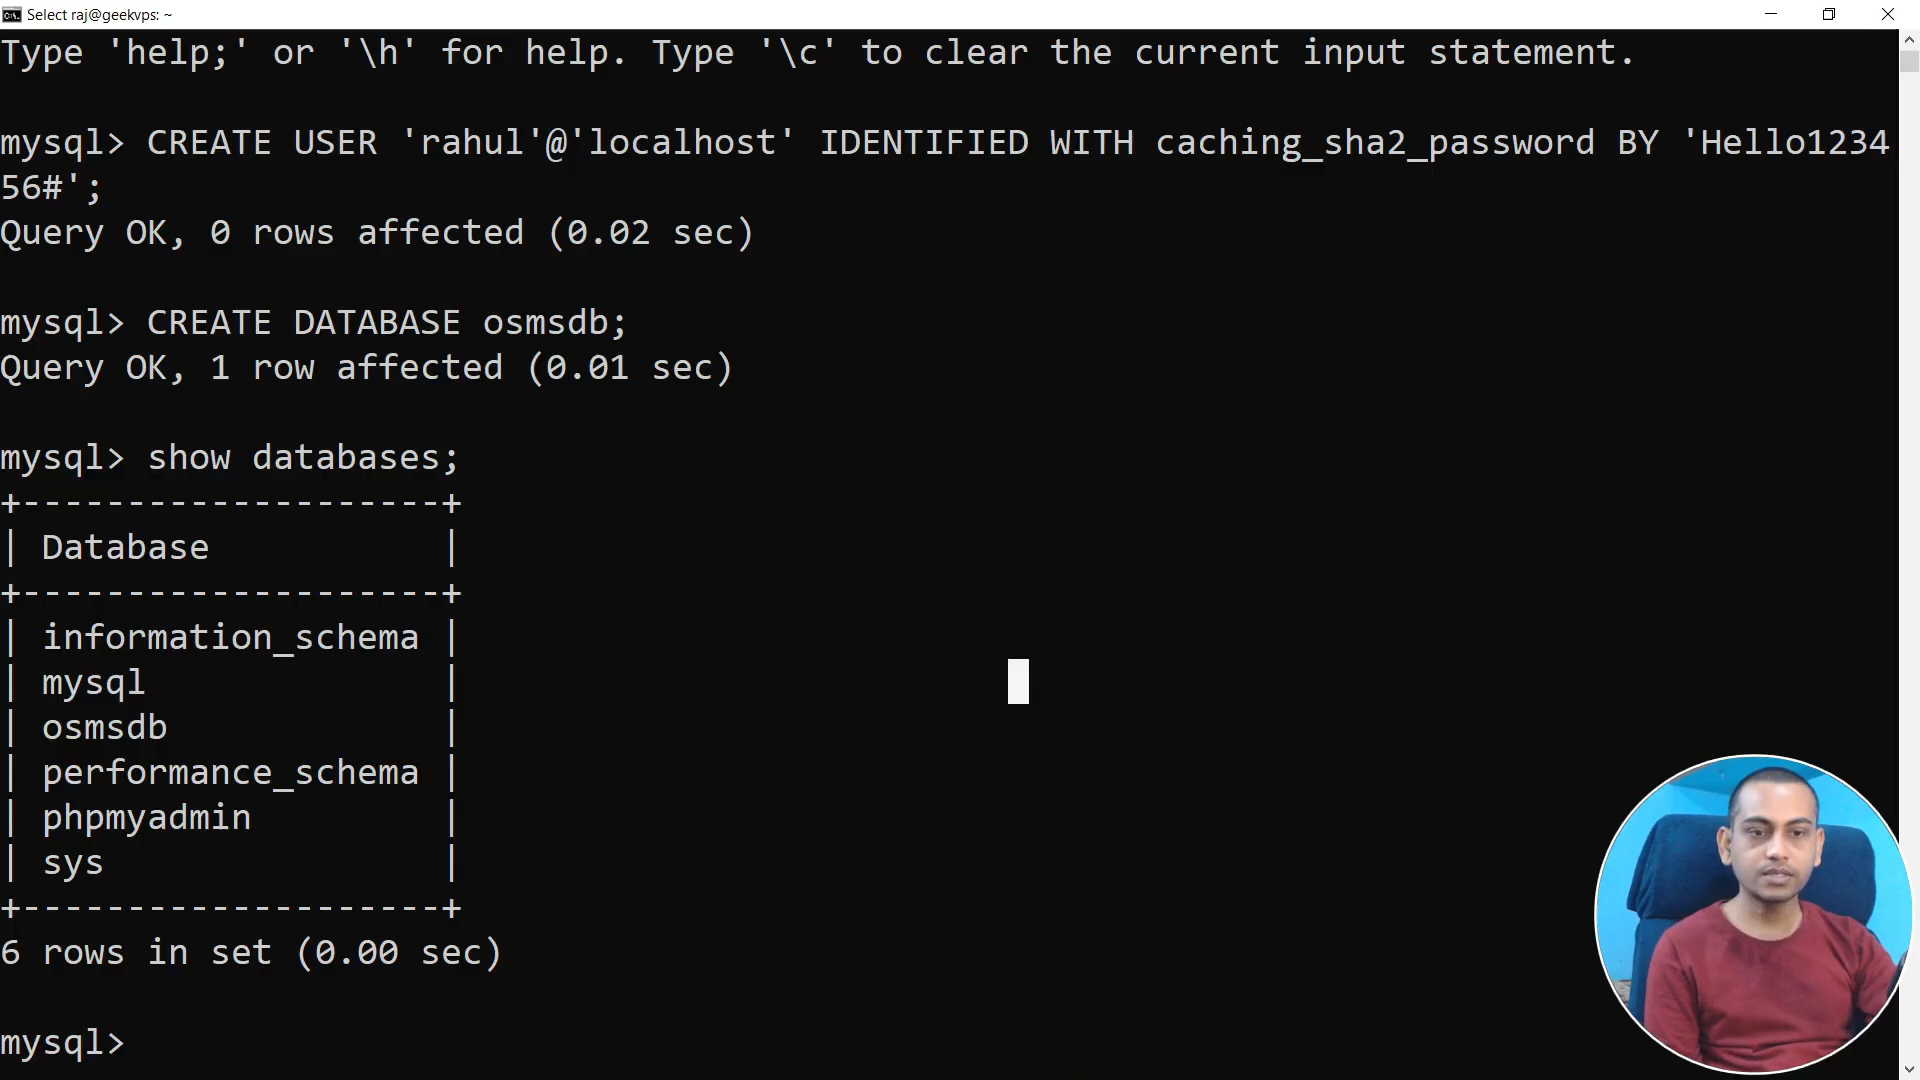 Select raj@geekvps: ~
Type 'help;' or '\h' for help. Type '\c' to clear the current input statement.
mysql> CREATE USER 'rahul'@'localhost' IDENTIFIED WITH caching_sha2_password BY 'Hello1234
56#';
Query OK, 0 rows affected (0.02 sec)
mysql> CREATE DATABASE osmsdb;
Query OK, 1 row affected (0.01 sec)
mysql> show databases;
+--------------------+
| Database           |
+--------------------+
| information_schema |
| mysql              |
| osmsdb             |
| performance_schema |
| phpmyadmin         |
| sys                |
+--------------------+
6 rows in set (0.00 sec)
mysql>